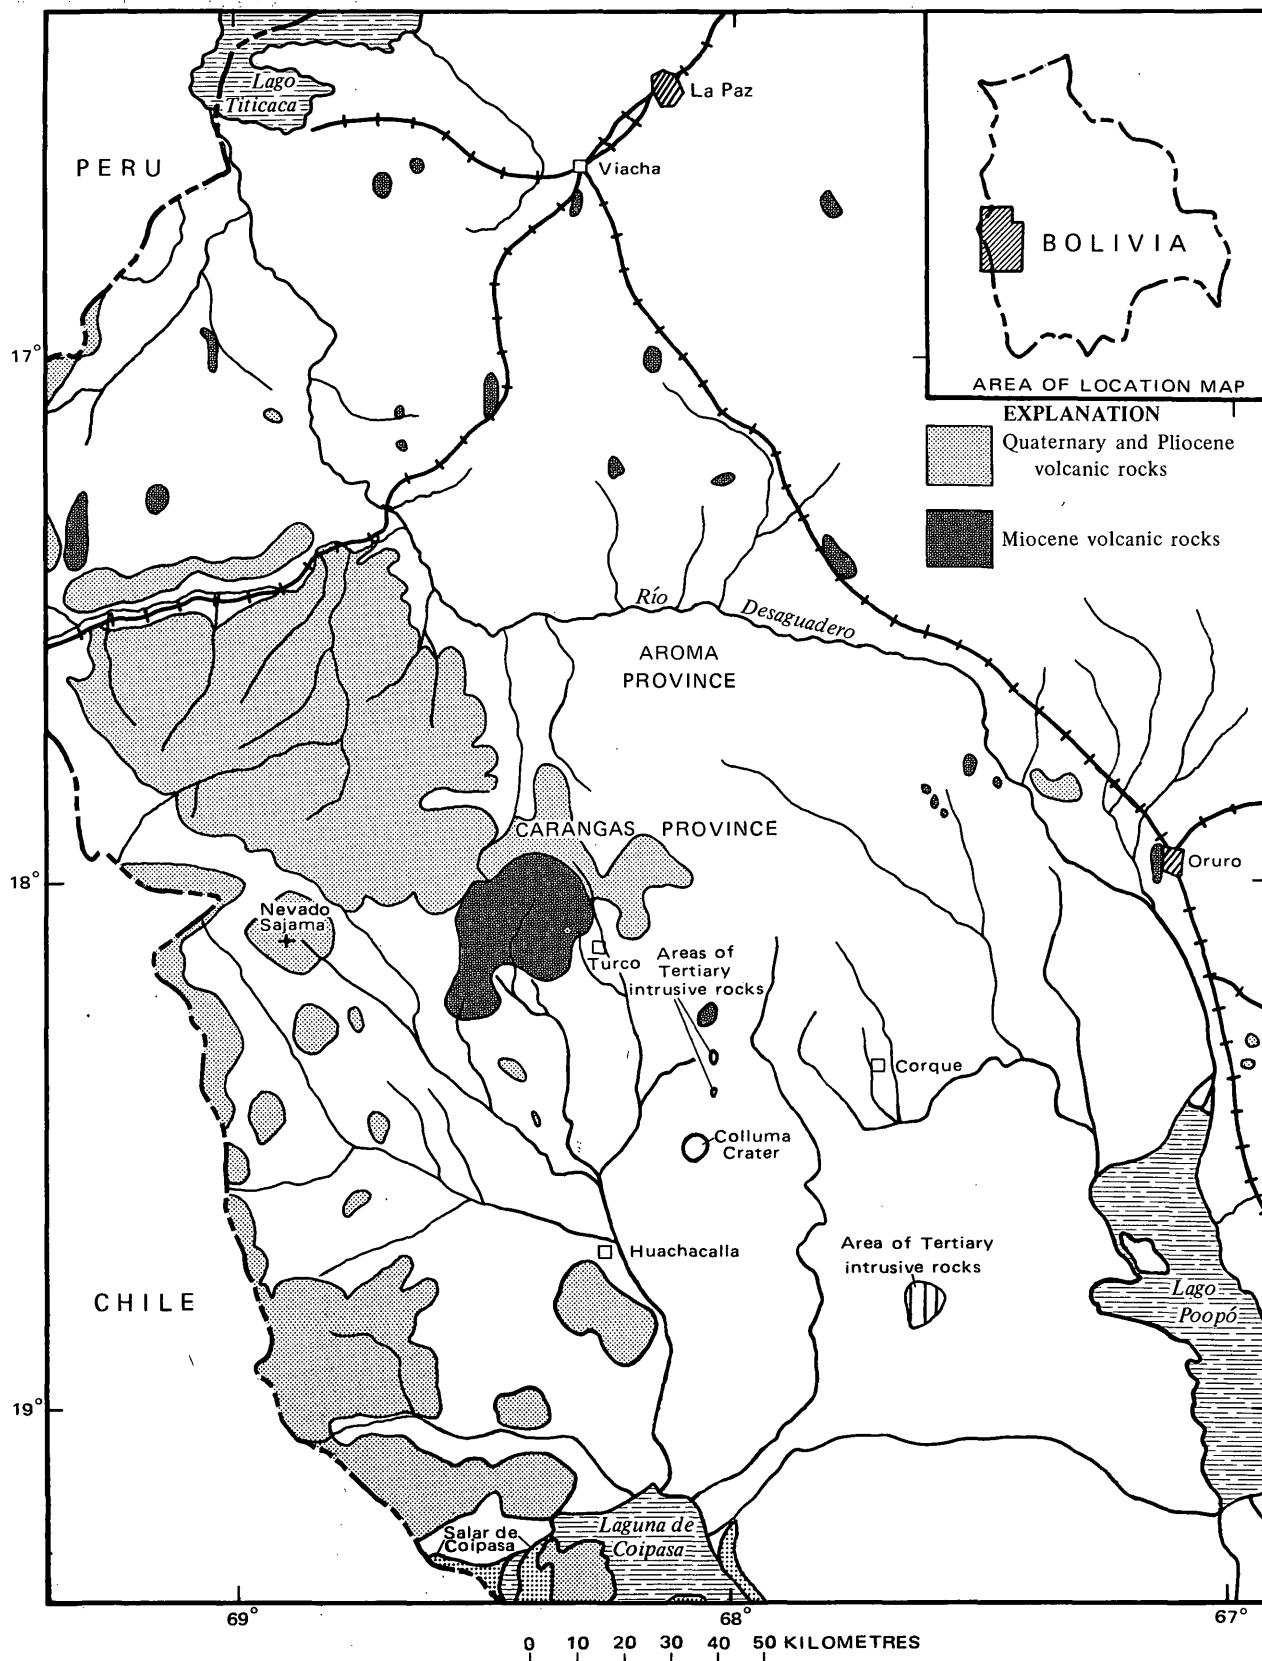 Lago
Titicaca
La Paz
PERU
Viacha
BOLIVIA
17°
AREA OF LOCATION MAP
EXPLANATION
Quaternary and Pliocene
volcanic rocks
Miocene volcanic rocks
Río
Desaguadero
AROMA
PROVINCE
CARANGAS PROVINCE
Oruro
18°
Nevado
Sajama
Turco
Areas of
Tertiary
intrusive rocks
Corque
Colluma
Crater
Huachacalla
Area of Tertiary
intrusive rocks
CHILE
Lago
Poopó
19°
Salar de
Coipasa
Laguna de
Coipasa
69°
68°
67°
0 10 20 30 40 50 KILOMETRES